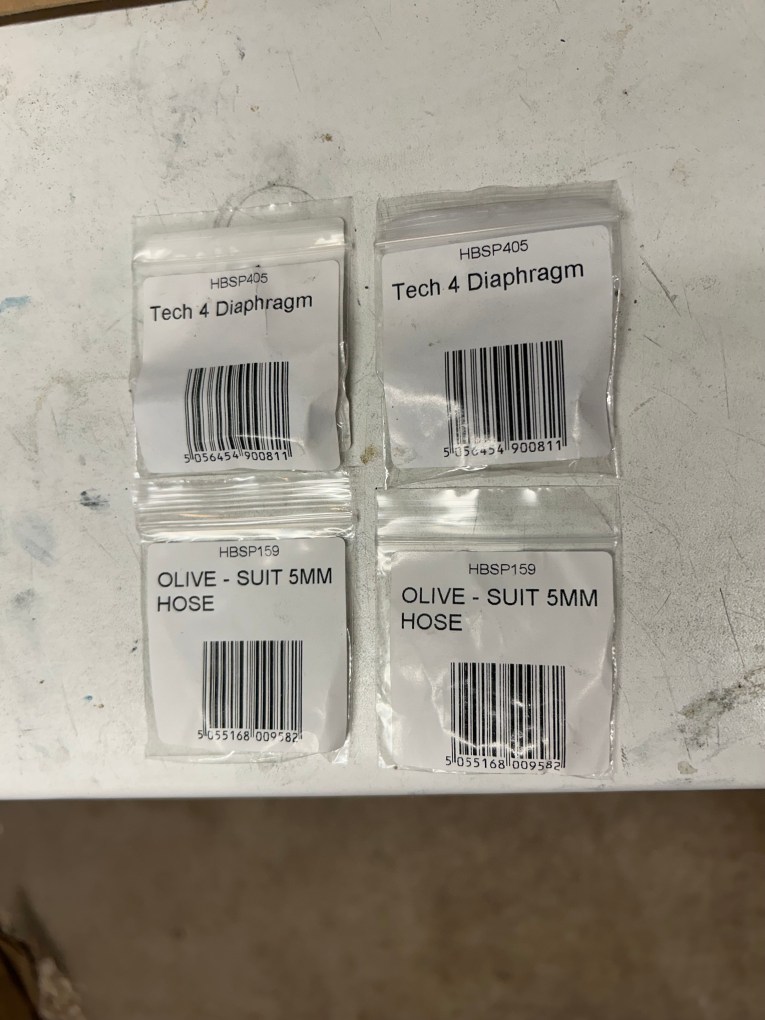 HBSP405
Tech 4 Diaphragm
5 056454 900811
HBSP405
Tech 4 Diaphragm
5 056454 900811
HBSP159
OLIVE - SUIT 5MM
HOSE
5 055168 009582
HBSP159
OLIVE - SUIT 5MM
HOSE
5 055168 009582